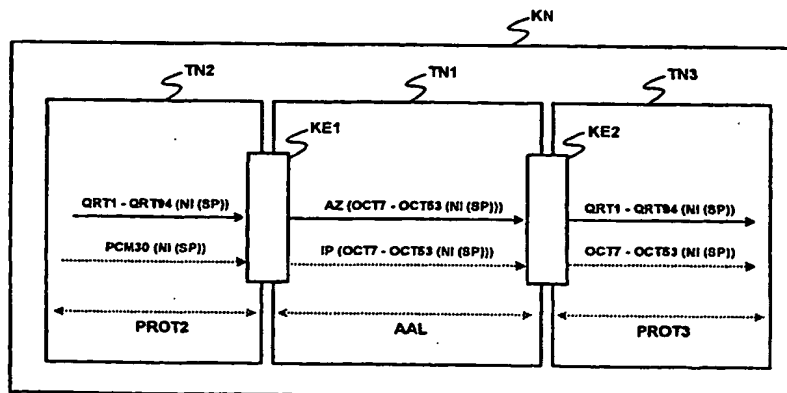 KN
TN2
TN1
TN3
KE1
KE2
QRT1 - QRT94 (NI (SP))
AZ (OCT7 - OCT53 (NI (SP)))
QRT1 - QRT94 (NI (SP))
PCM30 (NI (SP))
IP (OCT7 - OCT53 (NI (SP)))
OCT7 - OCT53 (NI (SP))
PROT2
AAL
PROT3